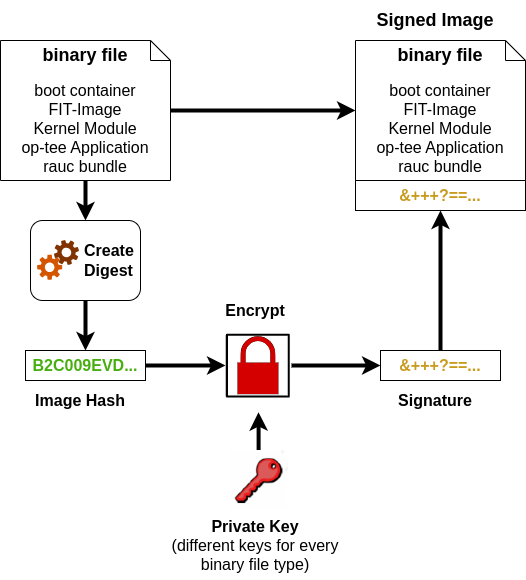 Signed Image
binary file
boot container
FIT-Image
Kernel Module
op-tee Application
rauc bundle
binary file
boot container
FIT-Image
Kernel Module
op-tee Application
rauc bundle
&+++?==...
Create
Digest
Encrypt
B2C009EVD...
Image Hash
&+++?==...
Signature
Private Key
(different keys for every
binary file type)